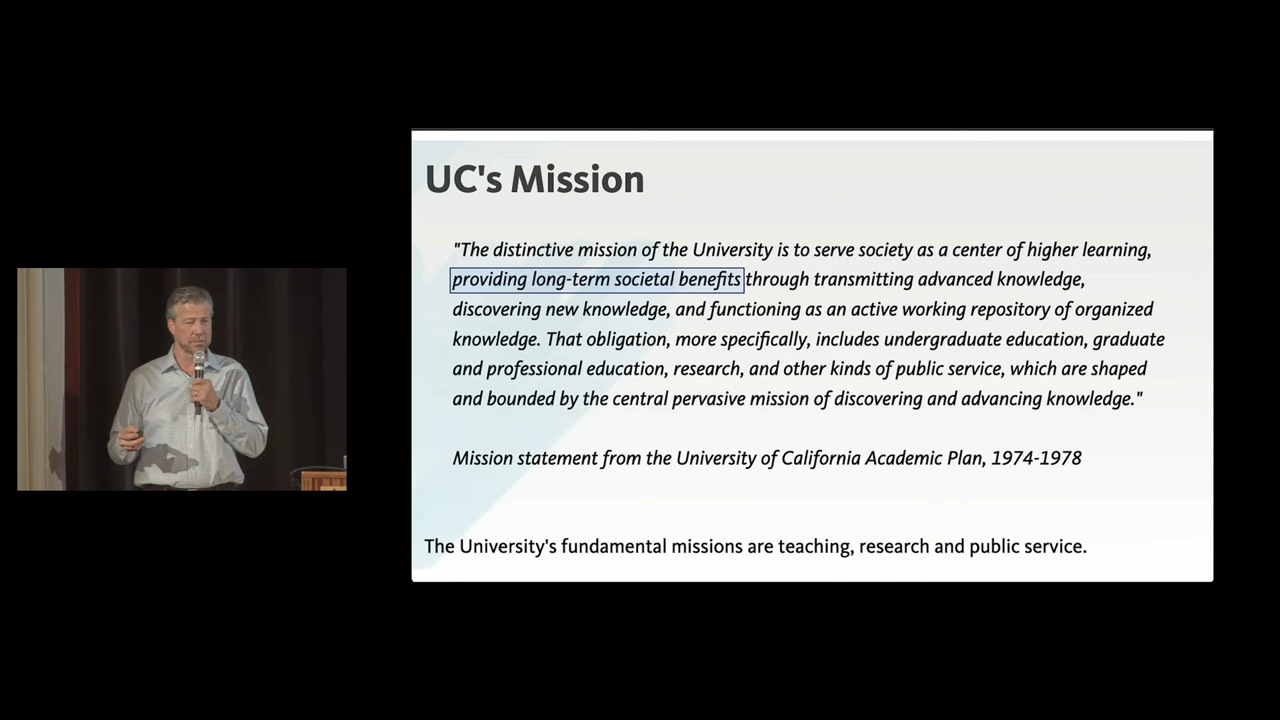 UC's Mission
"The distinctive mission of the University is to serve society as a center of higher learning,
providing long-term societal benefits through transmitting advanced knowledge,
discovering new knowledge, and functioning as an active working repository of organized
knowledge. That obligation, more specifically, includes undergraduate education, graduate
and professional education, research, and other kinds of public service, which are shaped
and bounded by the central pervasive mission of discovering and advancing knowledge."
Mission statement from the University of California Academic Plan, 1974-1978
The University's fundamental missions are teaching, research and public service.